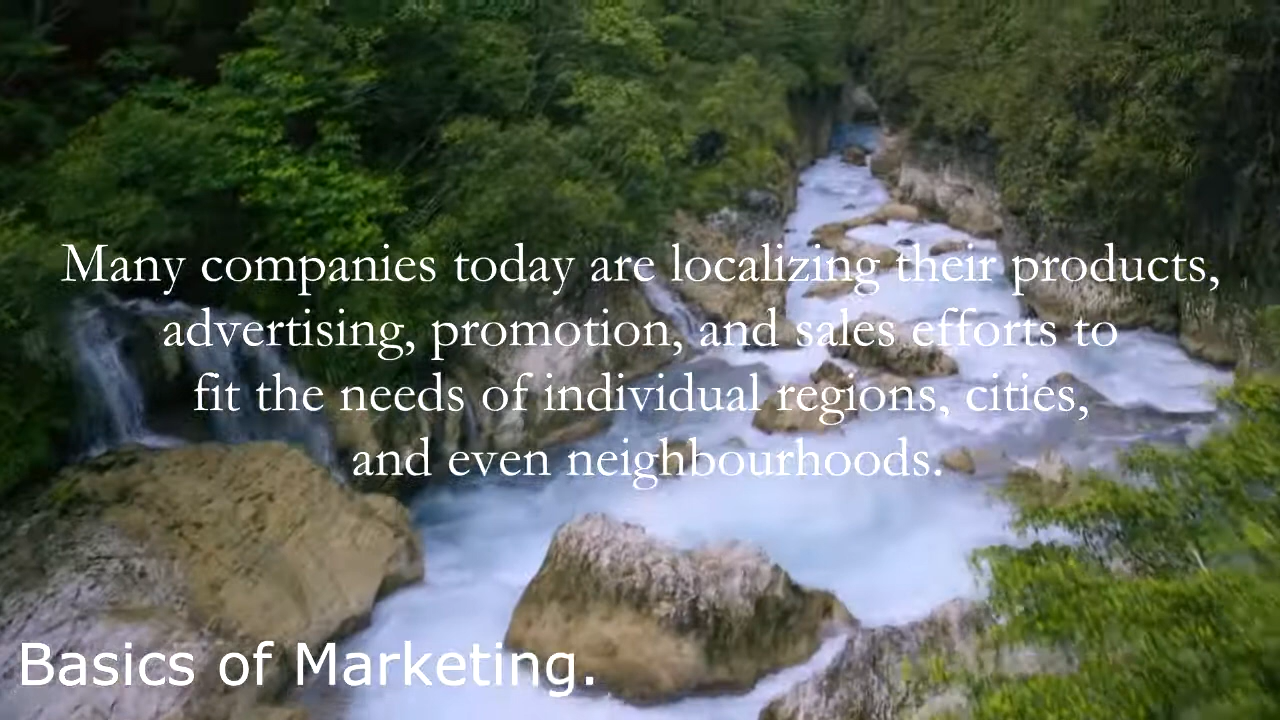 Many companies today are localizing their products,
advertising, promotion, and sales efforts to
fit the needs of individual regions, cities,
and even neighbourhoods.
Basics of Marketing.